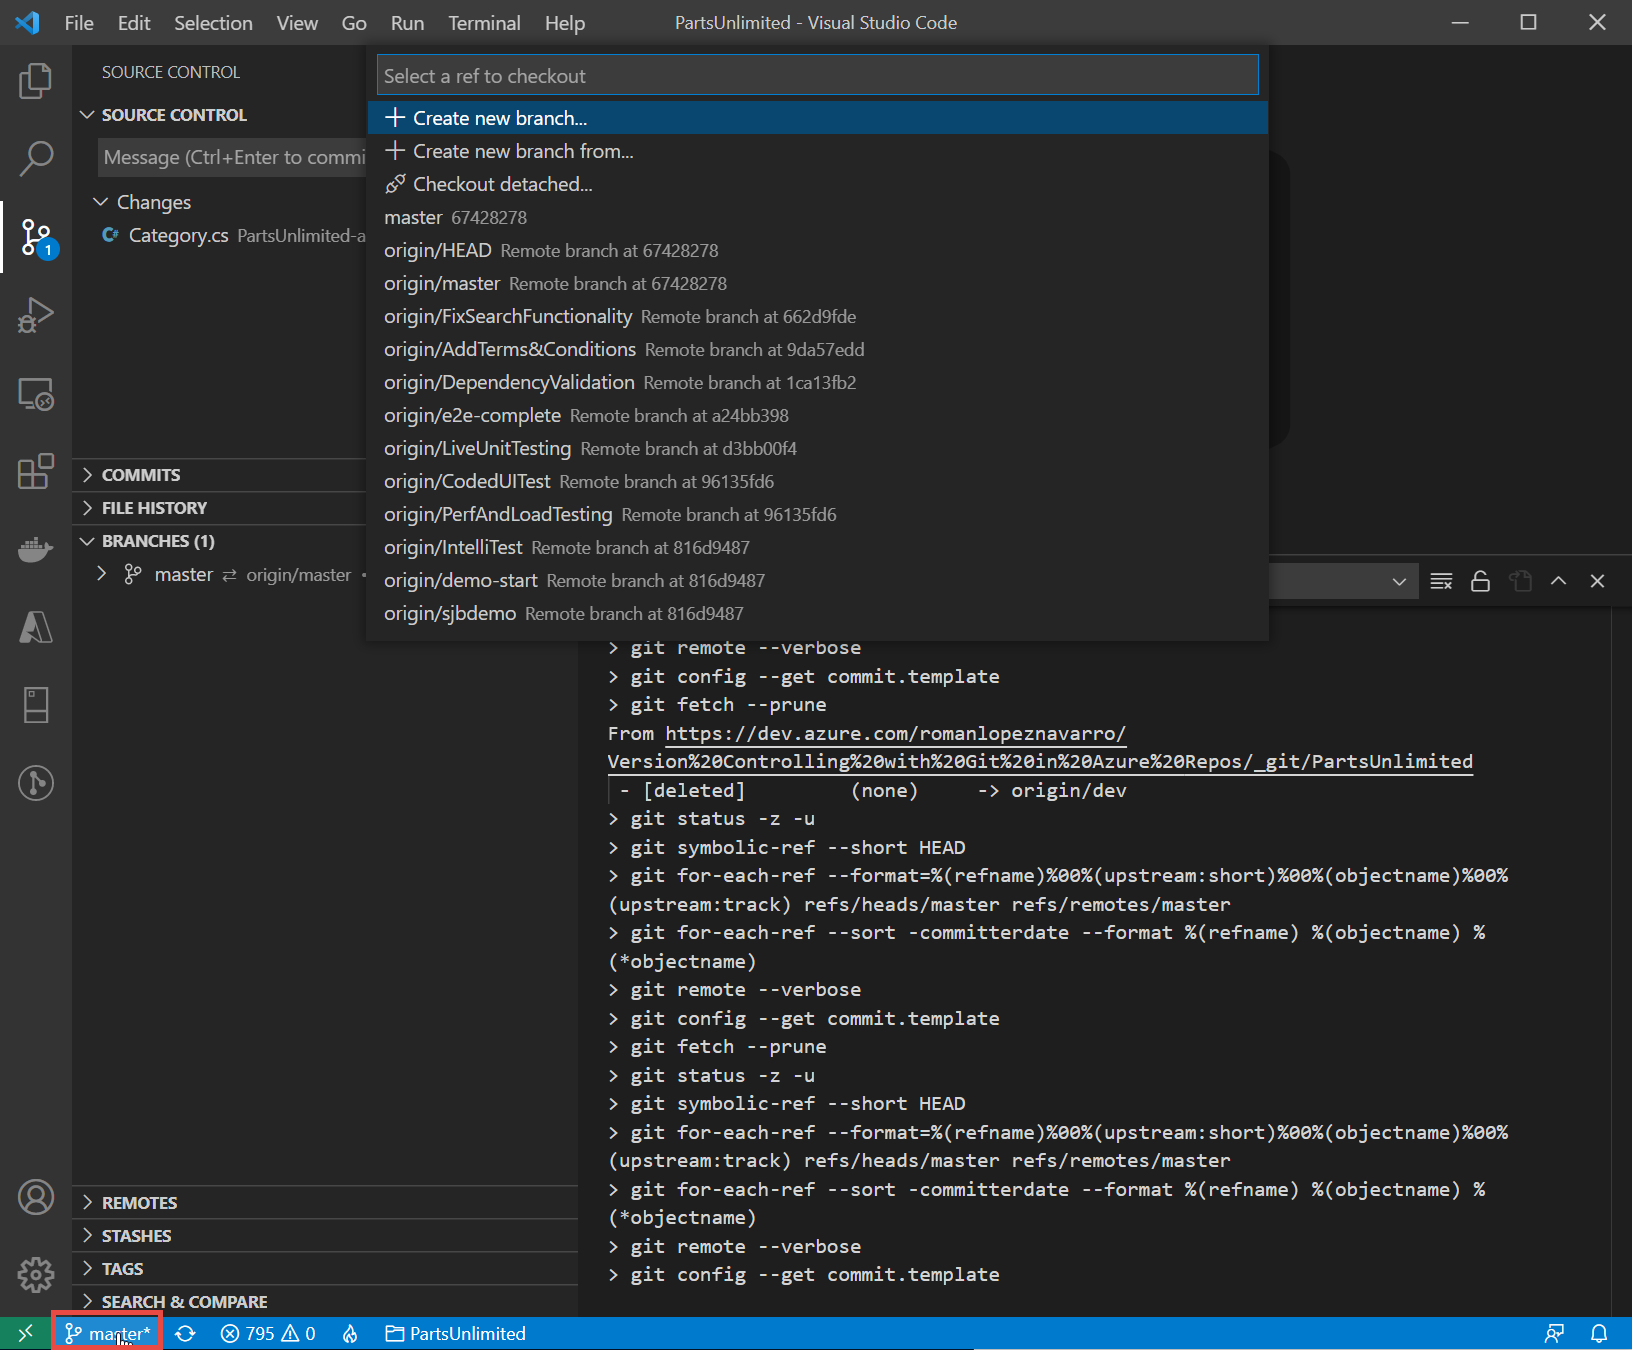 File Edit Selection View Go Run Terminal Help PartsUnlimited - Visual Studio Code
SOURCE CONTROL
SOURCE CONTROL
Message (Ctrl+Enter to commi
Changes
C# Category.cs PartsUnlimited-a
1
COMMITS
FILE HISTORY
BRANCHES (1)
master ⇄ origin/master •
REMOTES
STASHES
TAGS
SEARCH & COMPARE
Select a ref to checkout
Create new branch...
Create new branch from...
Checkout detached...
master 67428278
origin/HEAD Remote branch at 67428278
origin/master Remote branch at 67428278
origin/FixSearchFunctionality Remote branch at 662d9fde
origin/AddTerms&Conditions Remote branch at 9da57edd
origin/DependencyValidation Remote branch at 1ca13fb2
origin/e2e-complete Remote branch at a24bb398
origin/LiveUnitTesting Remote branch at d3bb00f4
origin/CodedUITest Remote branch at 96135fd6
origin/PerfAndLoadTesting Remote branch at 96135fd6
origin/IntelliTest Remote branch at 816d9487
origin/demo-start Remote branch at 816d9487
origin/sjbdemo Remote branch at 816d9487
> git remote --verbose
> git config --get commit.template
> git fetch --prune
From https://dev.azure.com/romanlopeznavarro/
Version%20Controlling%20with%20Git%20in%20Azure%20Repos/_git/PartsUnlimited
- [deleted] (none) -> origin/dev
> git status -z -u
> git symbolic-ref --short HEAD
> git for-each-ref --format=%(refname)%00%(upstream:short)%00%(objectname)%00%
(upstream:track) refs/heads/master refs/remotes/master
> git for-each-ref --sort -committerdate --format %(refname) %(objectname) %
(*objectname)
> git remote --verbose
> git config --get commit.template
> git fetch --prune
> git status -z -u
> git symbolic-ref --short HEAD
> git for-each-ref --format=%(refname)%00%(upstream:short)%00%(objectname)%00%
(upstream:track) refs/heads/master refs/remotes/master
> git for-each-ref --sort -committerdate --format %(refname) %(objectname) %
(*objectname)
> git remote --verbose
> git config --get commit.template
master* 795 0 PartsUnlimited